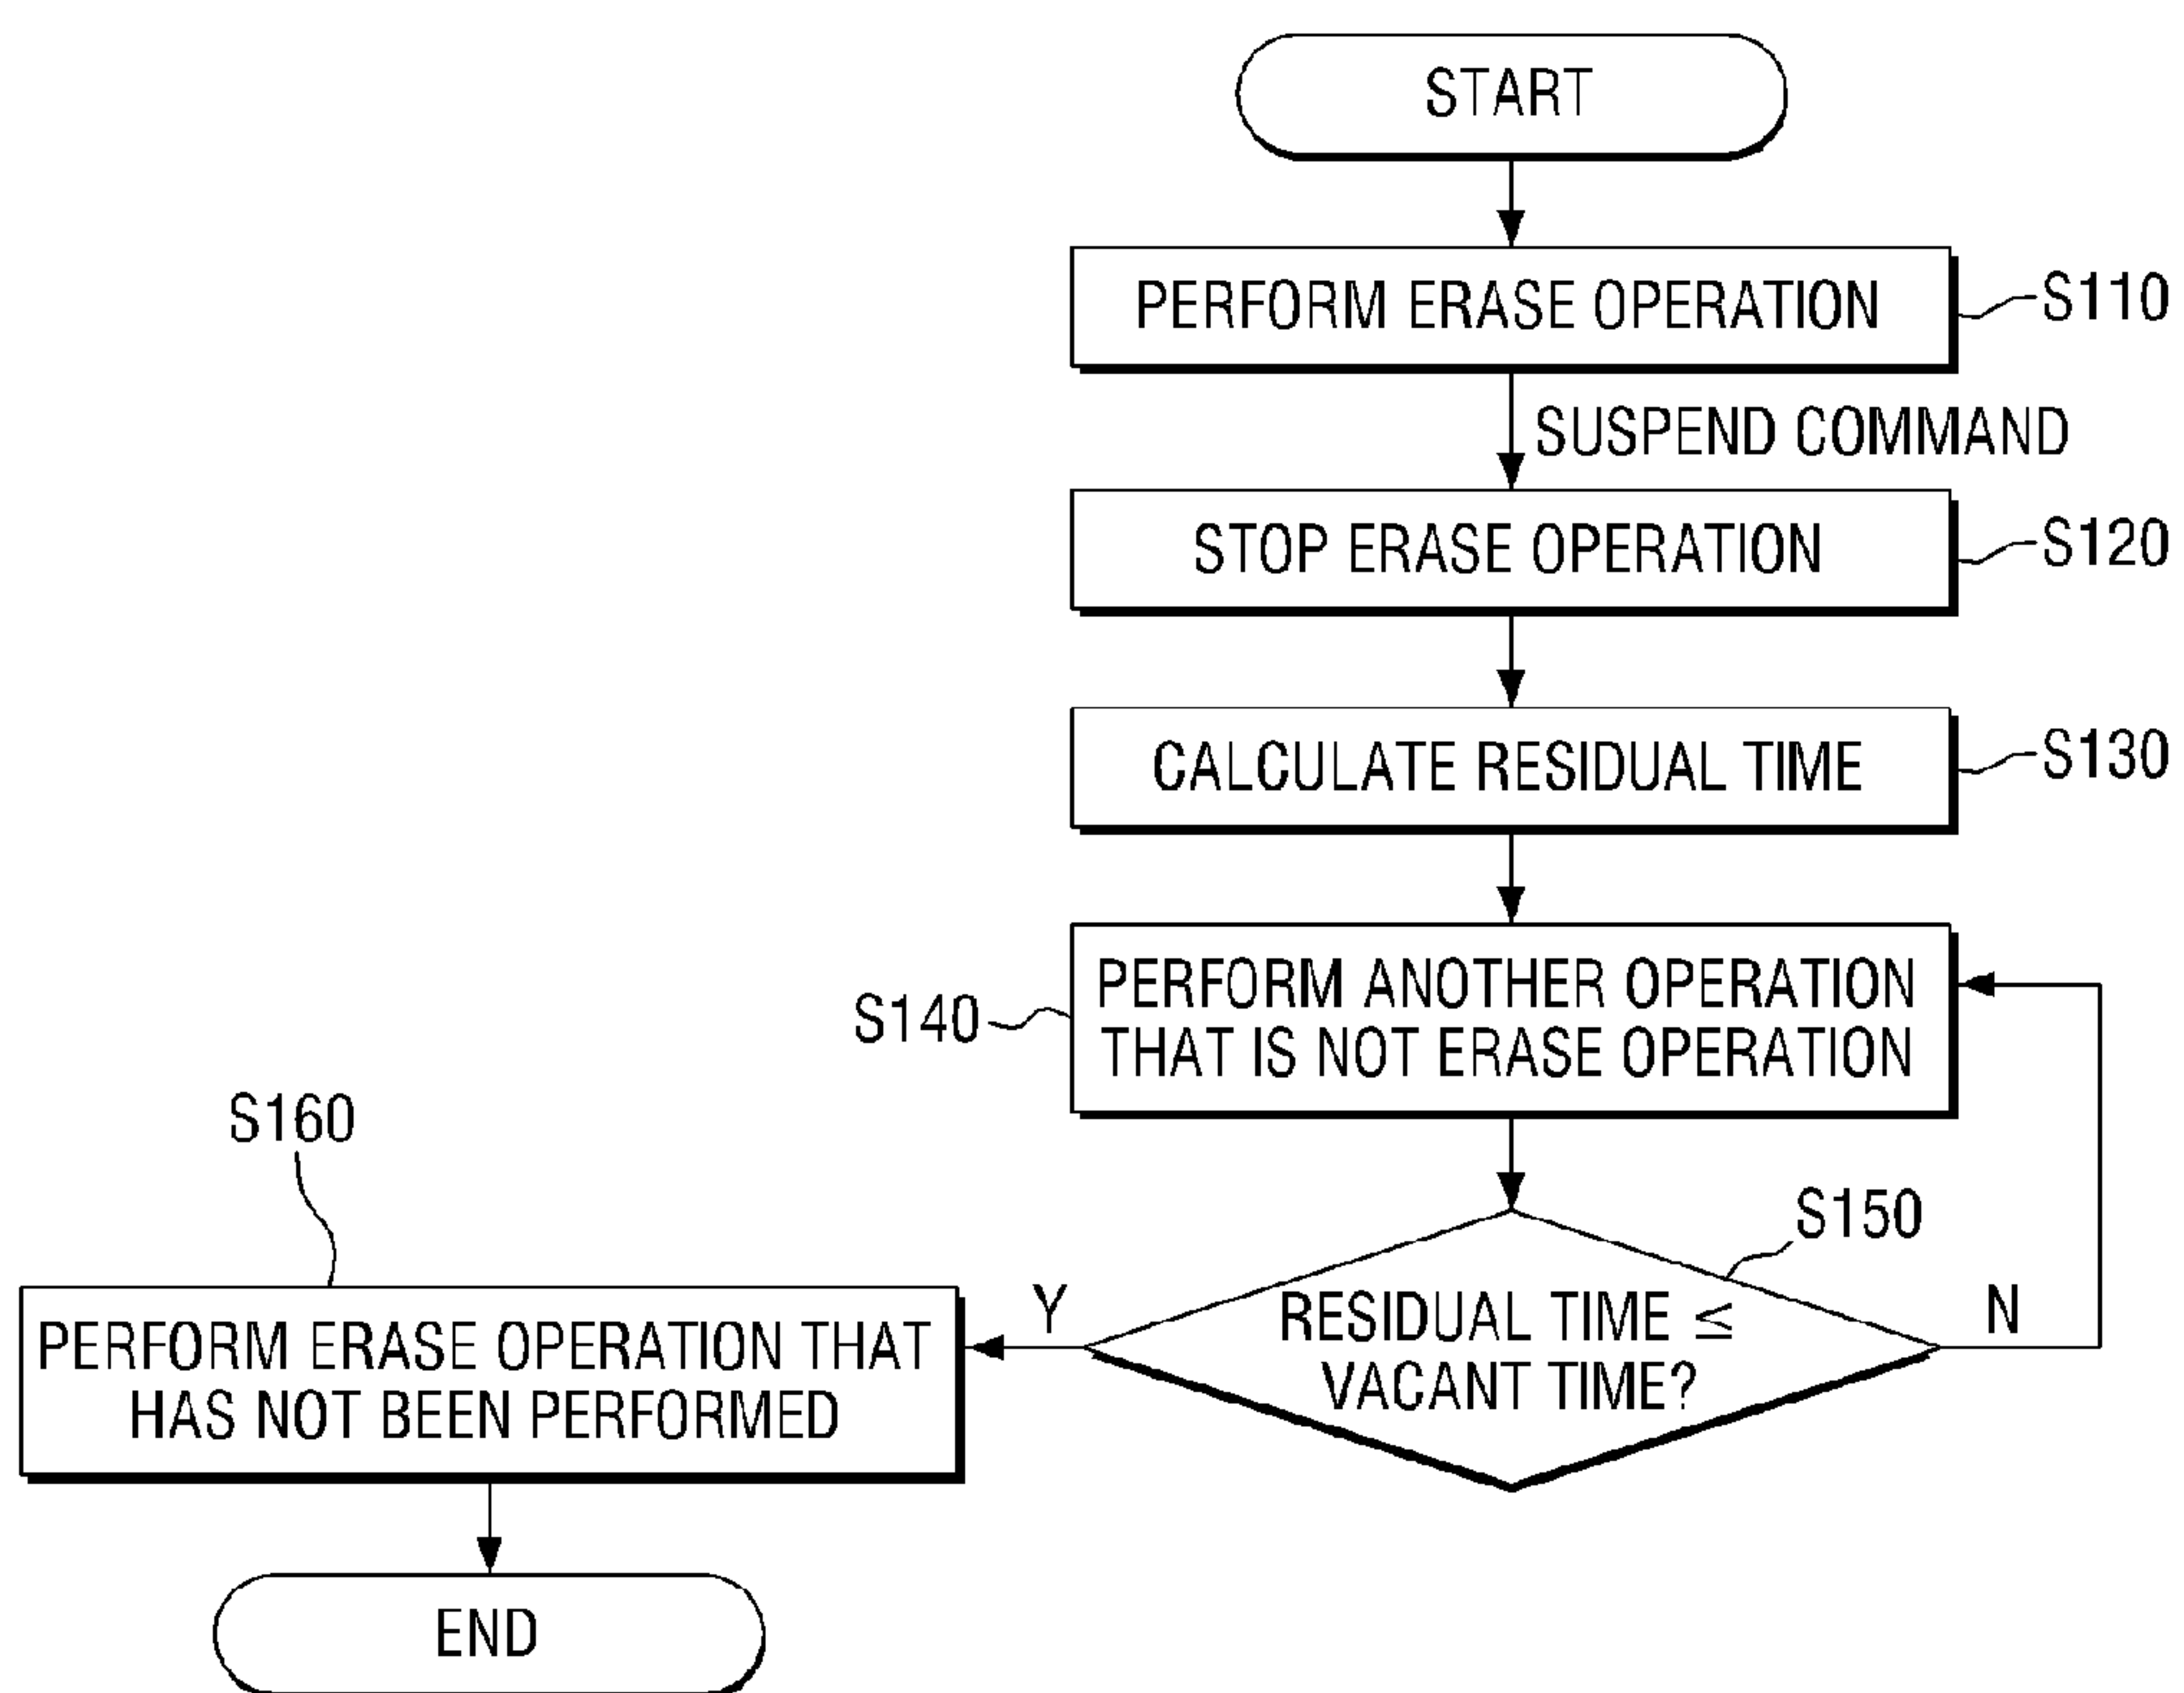 START
PERFORM ERASE OPERATION
S110
SUSPEND COMMAND
STOP ERASE OPERATION
S120
CALCULATE RESIDUAL TIME
S130
PERFORM ANOTHER OPERATION
THAT IS NOT ERASE OPERATION
S140
S150
RESIDUAL TIME ≤
VACANT TIME?
Y
N
S160
PERFORM ERASE OPERATION THAT
HAS NOT BEEN PERFORMED
END